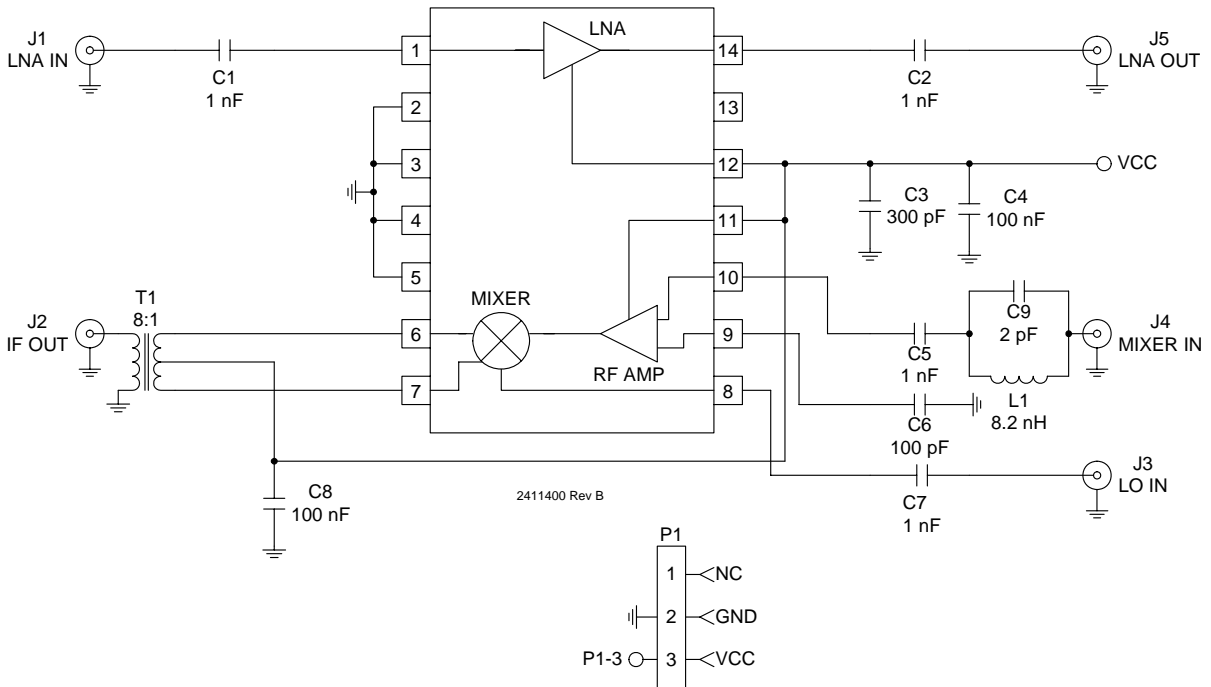 LNA
J1
LNA IN
C1
1 nF
1
14
C2
1 nF
J5
LNA OUT
2
13
3
12
VCC
C3
300 pF
C4
100 nF
4
11
5
10
T1
8:1
J2
IF OUT
MIXER
6
9
RF AMP
C5
1 nF
C9
2 pF
J4
MIXER IN
7
8
L1
8.2 nH
C6
100 pF
C8
100 nF
2411400 Rev B
C7
1 nF
J3
LO IN
P1
1 NC
2 GND
P1-3 3 VCC